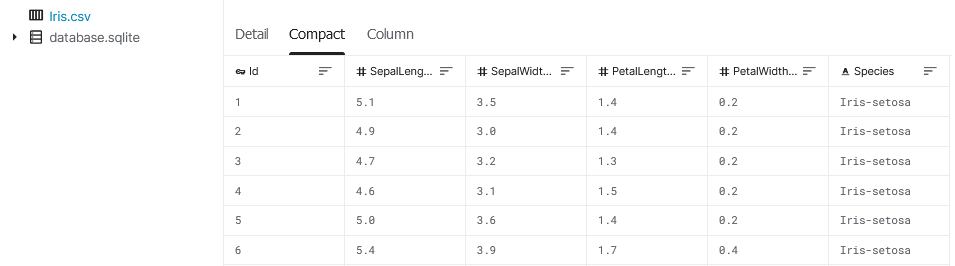 Iris.csv
database.sqlite
Detail Compact Column
Id SepalLeng... SepalWidt... PetalLengt... PetalWidth... Species
1 5.1 3.5 1.4 0.2 Iris-setosa
2 4.9 3.0 1.4 0.2 Iris-setosa
3 4.7 3.2 1.3 0.2 Iris-setosa
4 4.6 3.1 1.5 0.2 Iris-setosa
5 5.0 3.6 1.4 0.2 Iris-setosa
6 5.4 3.9 1.7 0.4 Iris-setosa